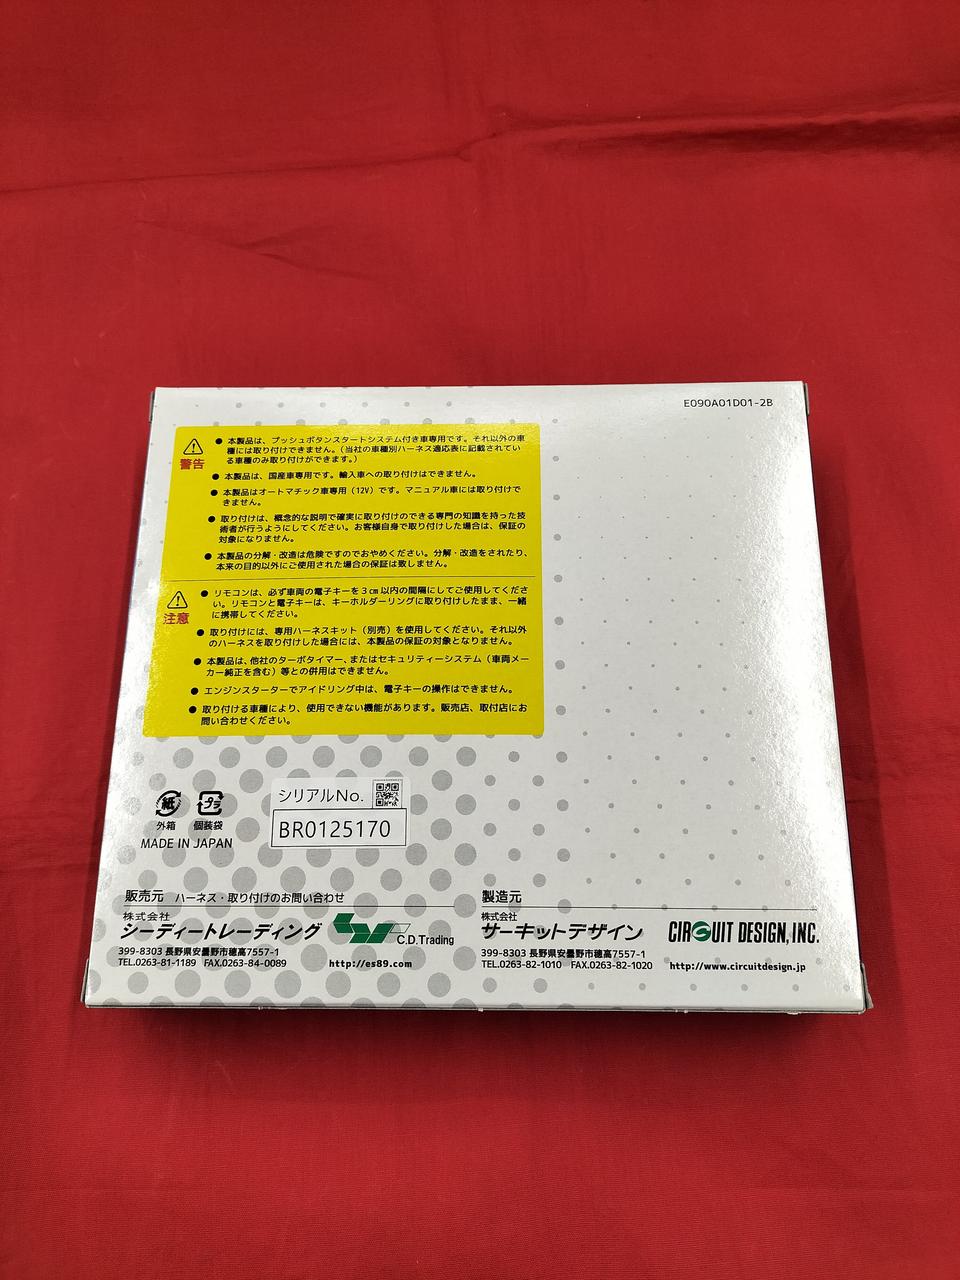 E090A01D01-2B
警告
● 本製品は、プッシュボタンスタートシステム付き車専用です。それ以外の車
種には取り付けできません。（当社の車種別ハーネス適応表に記載されてい
る車種のみ取り付けができます。）
● 本製品は、国産車専用です。輸入車への取り付けはできません。
● 本製品はオートマチック車専用（12V）です。マニュアル車には取り付けで
きません。
● 取り付けは、概念的な説明で確実に取り付けのできる専門の知識を持った技
術者が行うようにしてください。お客様自身で取り付けした場合は、保証の
対象になりません。
● 本製品の分解・改造は危険ですのでおやめください。分解・改造をされたり、
本来の目的以外にご使用された場合の保証は致しません。
注意
● リモコンは、必ず車両の電子キーを3cm以内の間隔にしてご使用してくださ
い。リモコンと電子キーは、キーホルダーリングに取り付けしたまま、一緒
に携帯してください。
● 取り付けには、専用ハーネスキット（別売）を使用してください。それ以外
のハーネスを取り付けした場合には、本製品の保証の対象となりません。
● 本製品は、他社のターボタイマー、またはセキュリティーシステム（車両メー
カー純正を含む）等との併用はできません。
● エンジンスターターでアイドリング中は、電子キーの操作はできません。
● 取り付ける車種により、使用できない機能があります。販売店、取付店にお
問い合わせください。
紙 プラ
外箱 個装袋
MADE IN JAPAN
シリアルNo.
BR0125170
販売元 ハーネス・取り付けのお問い合わせ
株式会社
シーディートレーディング C.D.Trading
399-8303 長野県安曇野市穂高7557-1
TEL.0263-81-1189 FAX.0263-84-0089 http://es89.com
製造元
株式会社
サーキットデザイン CIRCUIT DESIGN, INC.
399-8303 長野県安曇野市穂高7557-1
TEL.0263-82-1010 FAX.0263-82-1020 http://www.circuitdesign.jp